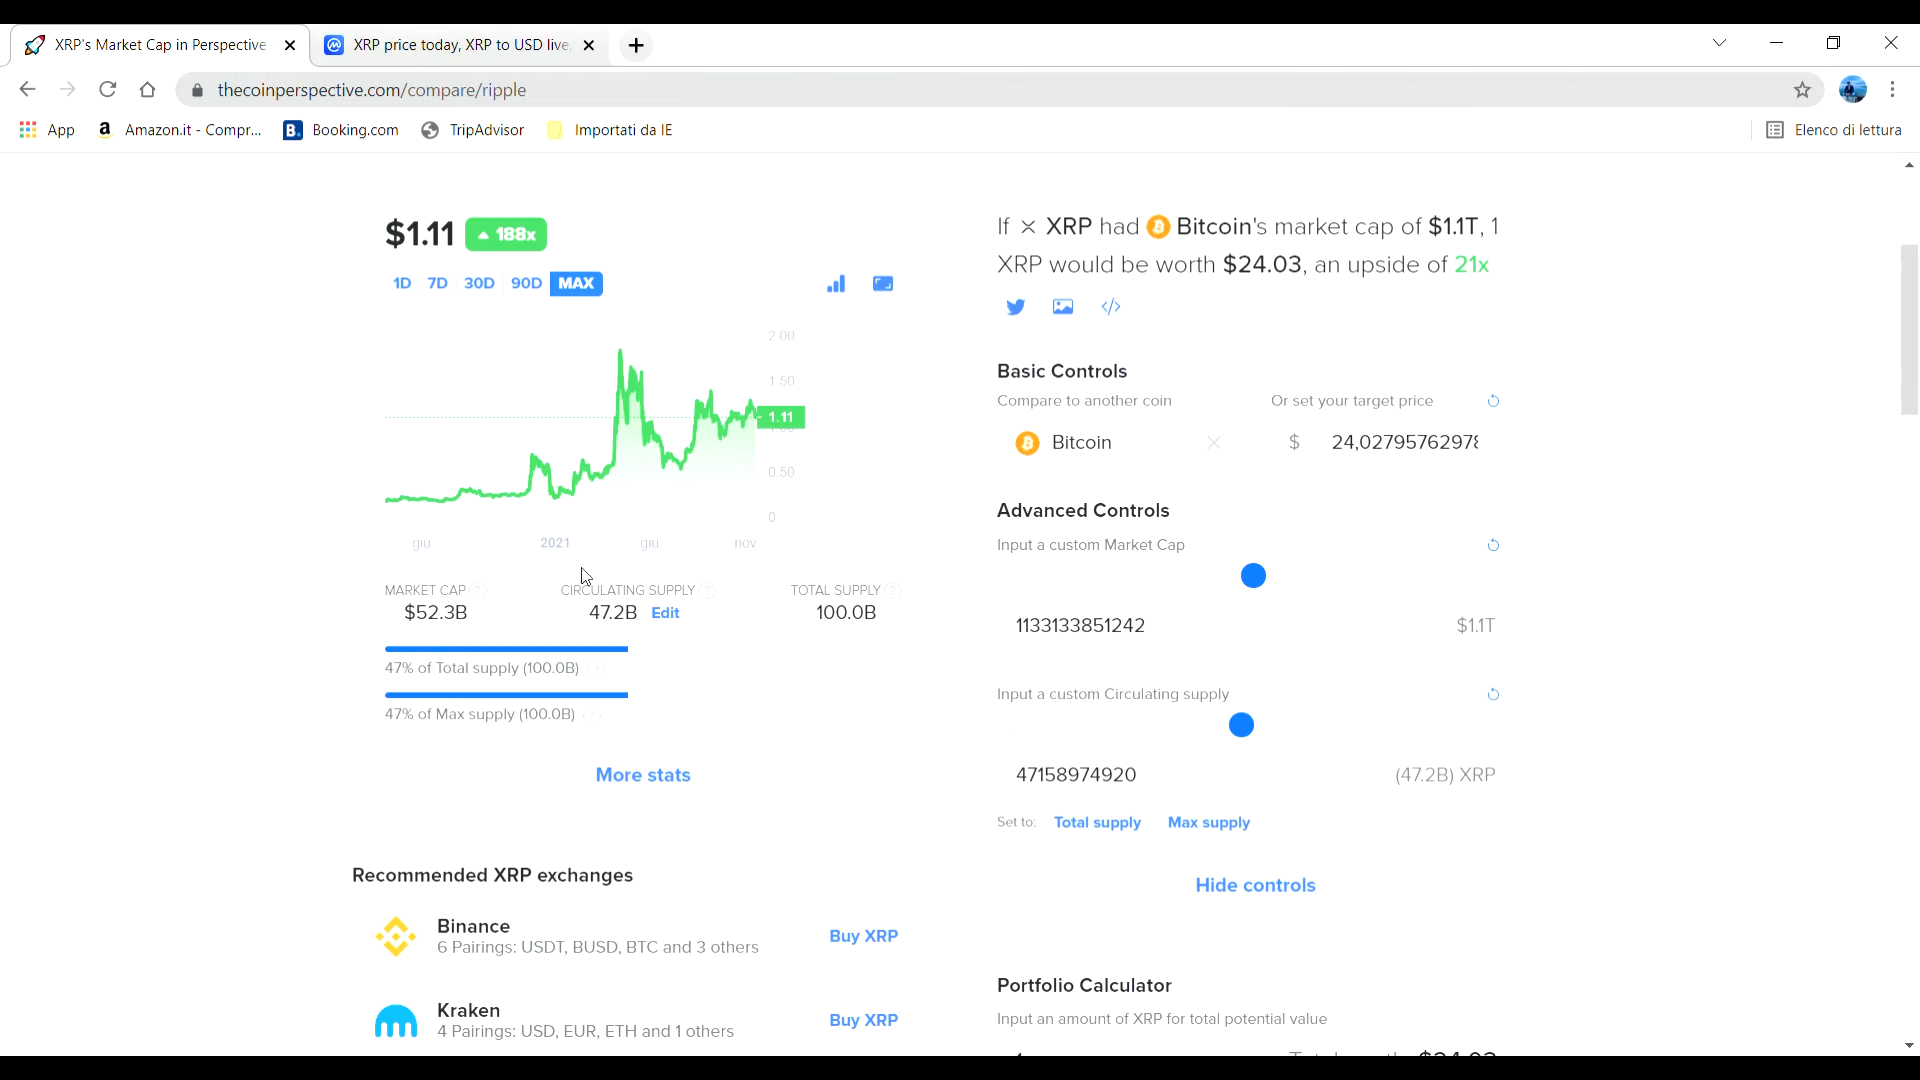 XRP's Market Cap in Perspective
XRP price today, XRP to USD live,
thecoinperspective.com/compare/ripple
App
Amazon.it - Compr...
Booking.com
TripAdvisor
Importati da IE
Elenco di lettura
$1.11
188x
1D 7D 30D 90D MAX
2 00
1 50
1.11
0 50
0
giu 2021 giu nov
MARKET CAP ?
$52.3B
CIRCULATING SUPPLY ?
47.2B Edit
TOTAL SUPPLY ?
100.0B
47% of Total supply (100.0B)
47% of Max supply (100.0B)
More stats
Recommended XRP exchanges
Binance
6 Pairings: USDT, BUSD, BTC and 3 others
Buy XRP
Kraken
4 Pairings: USD, EUR, ETH and 1 others
Buy XRP
If XRP had Bitcoin's market cap of $1.1T, 1
XRP would be worth $24.03, an upside of 21x
Basic Controls
Compare to another coin
Or set your target price
Bitcoin
$ 24,02795762978
Advanced Controls
Input a custom Market Cap
1133133851242
$1.1T
Input a custom Circulating supply
47158974920
(47.2B) XRP
Set to: Total supply Max supply
Hide controls
Portfolio Calculator
Input an amount of XRP for total potential value